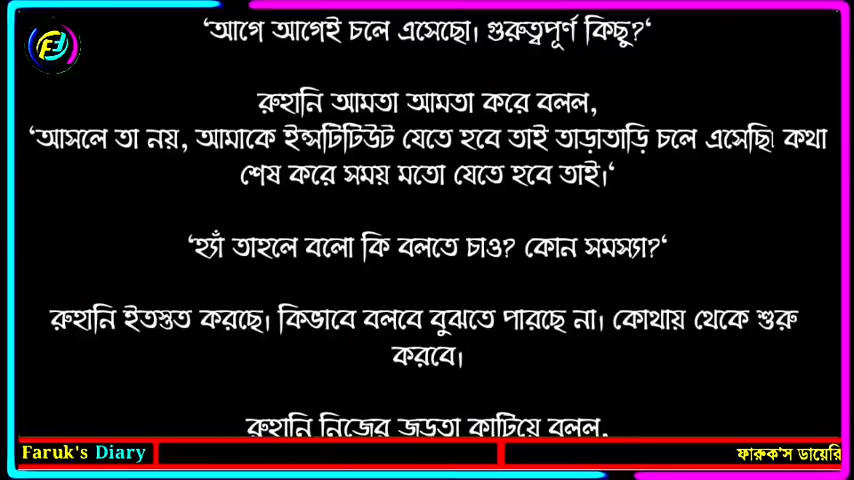 ‘আগে আগেই চলে এসেছো। গুরুত্বপূর্ণ কিছু?‘
রুহানি আমতা আমতা করে বলল,
‘আসলে তা নয়, আমাকে ইন্সটিটিউট যেতে হবে তাই তাড়াতাড়ি চলে এসেছি। কথা
শেষ করে সময় মতো যেতে হবে তাই।‘
‘হ্যাঁ তাহলে বলো কি বলতে চাও? কোন সমস্যা?‘
রুহানি ইতস্তত করছে। কিভাবে বলবে বুঝতে পারছে না। কোথায় থেকে শুরু
করবে।
রুহানি নিজের জড়তা কাটিয়ে বলল,
Faruk's Diary
ফারুক'স ডায়েরি